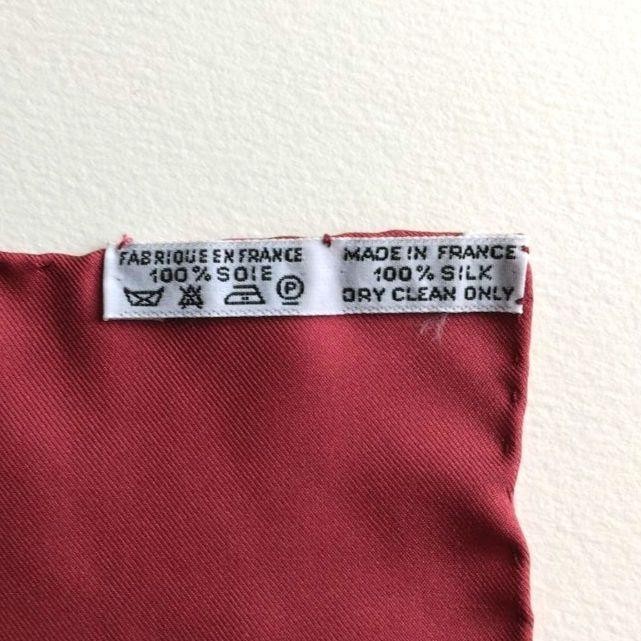 FABRIQUE EN FRANCE
100% SOIE
P
MADE IN FRANCE
100% SILK
DRY CLEAN ONLY